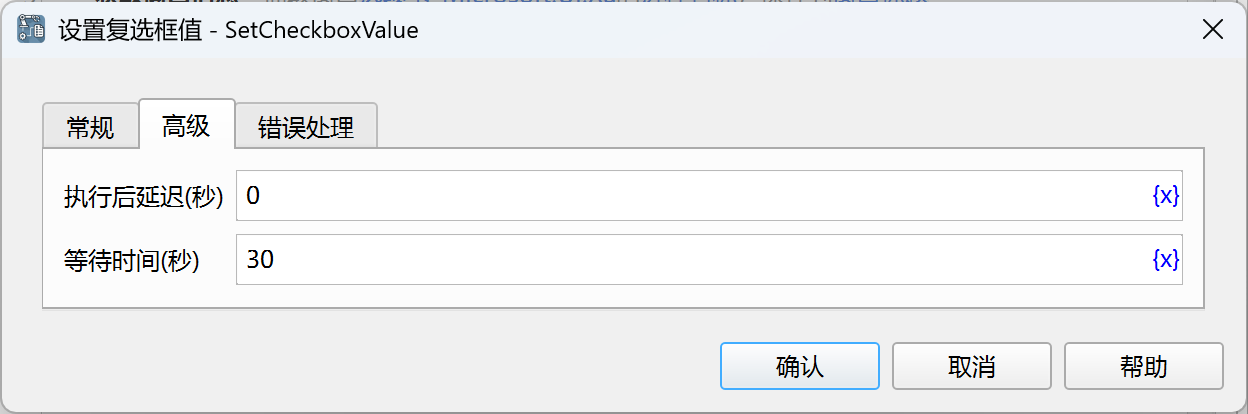 设置复选框值 - SetCheckboxValue
常规 高级 错误处理
执行后延迟(秒) 0 {x}
等待时间(秒) 30 {x}
确认 取消 帮助